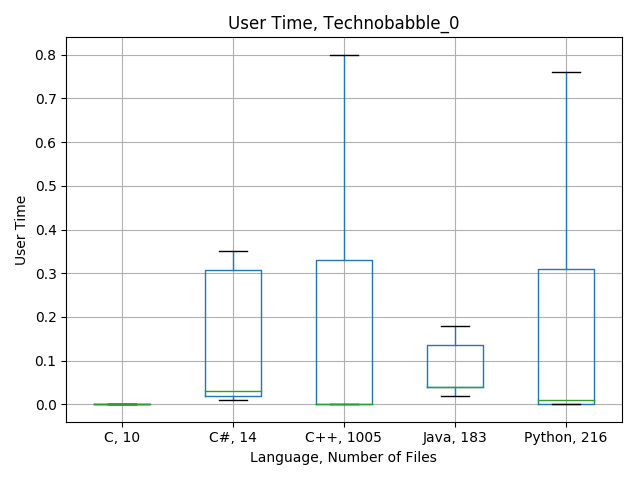 User Time, Technobabble_0
0.8
0.7
0.6
0.5
0.4
0.3
0.2
0.1
0.0
User Time
C, 10
C#, 14
C++, 1005
Java, 183
Python, 216
Language, Number of Files